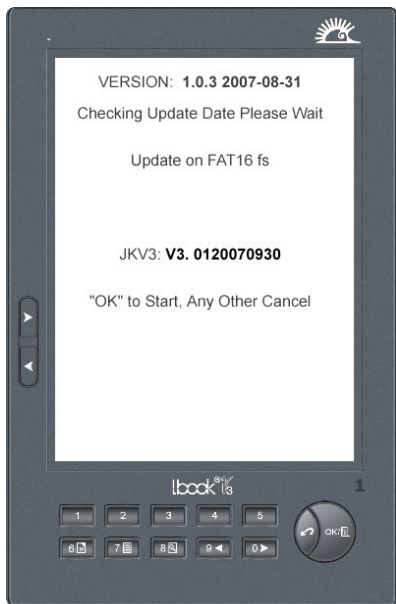 VERSION: 1.0.3 2007-08-31
Checking Update Date Please Wait
Update on FAT16 fs
JKV3: V3. 0120070930
"OK" to Start, Any Other Cancel
lbook® V3
1
1 2 3 4 5
6 7 8 9 0
OK/